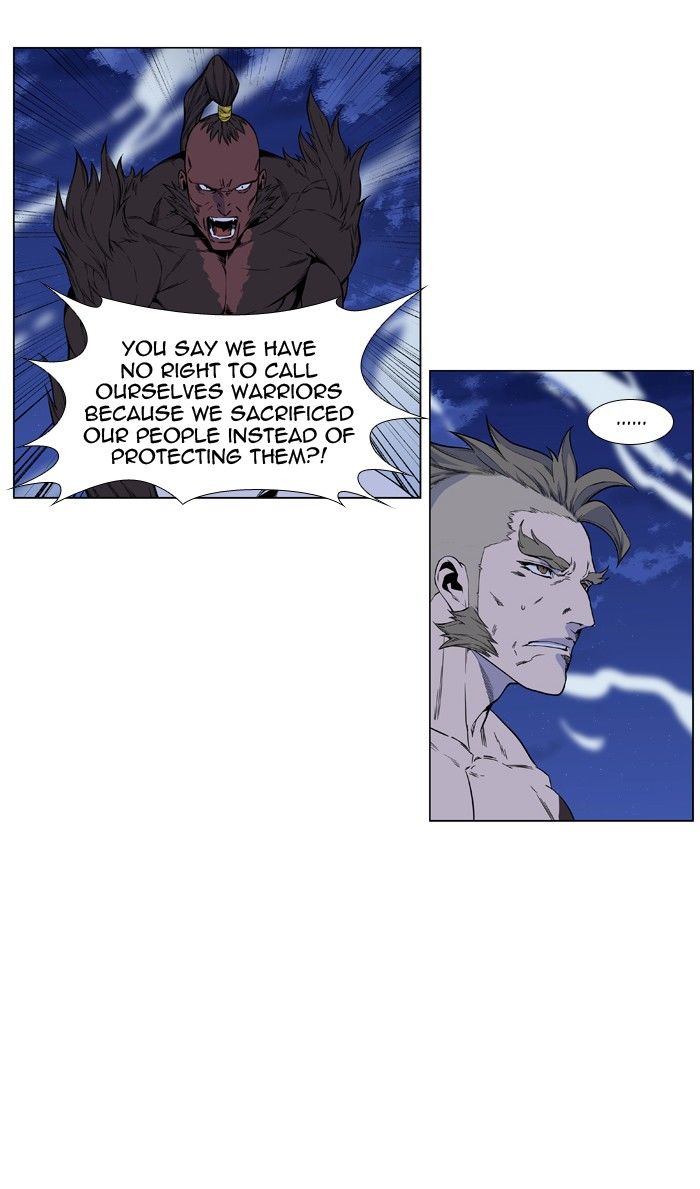 YOU SAY WE HAVE
NO RIGHT TO CALL
OURSELVES WARRIORS
BECAUSE WE SACRIFICED
OUR PEOPLE INSTEAD OF
PROTECTING THEM?!
......